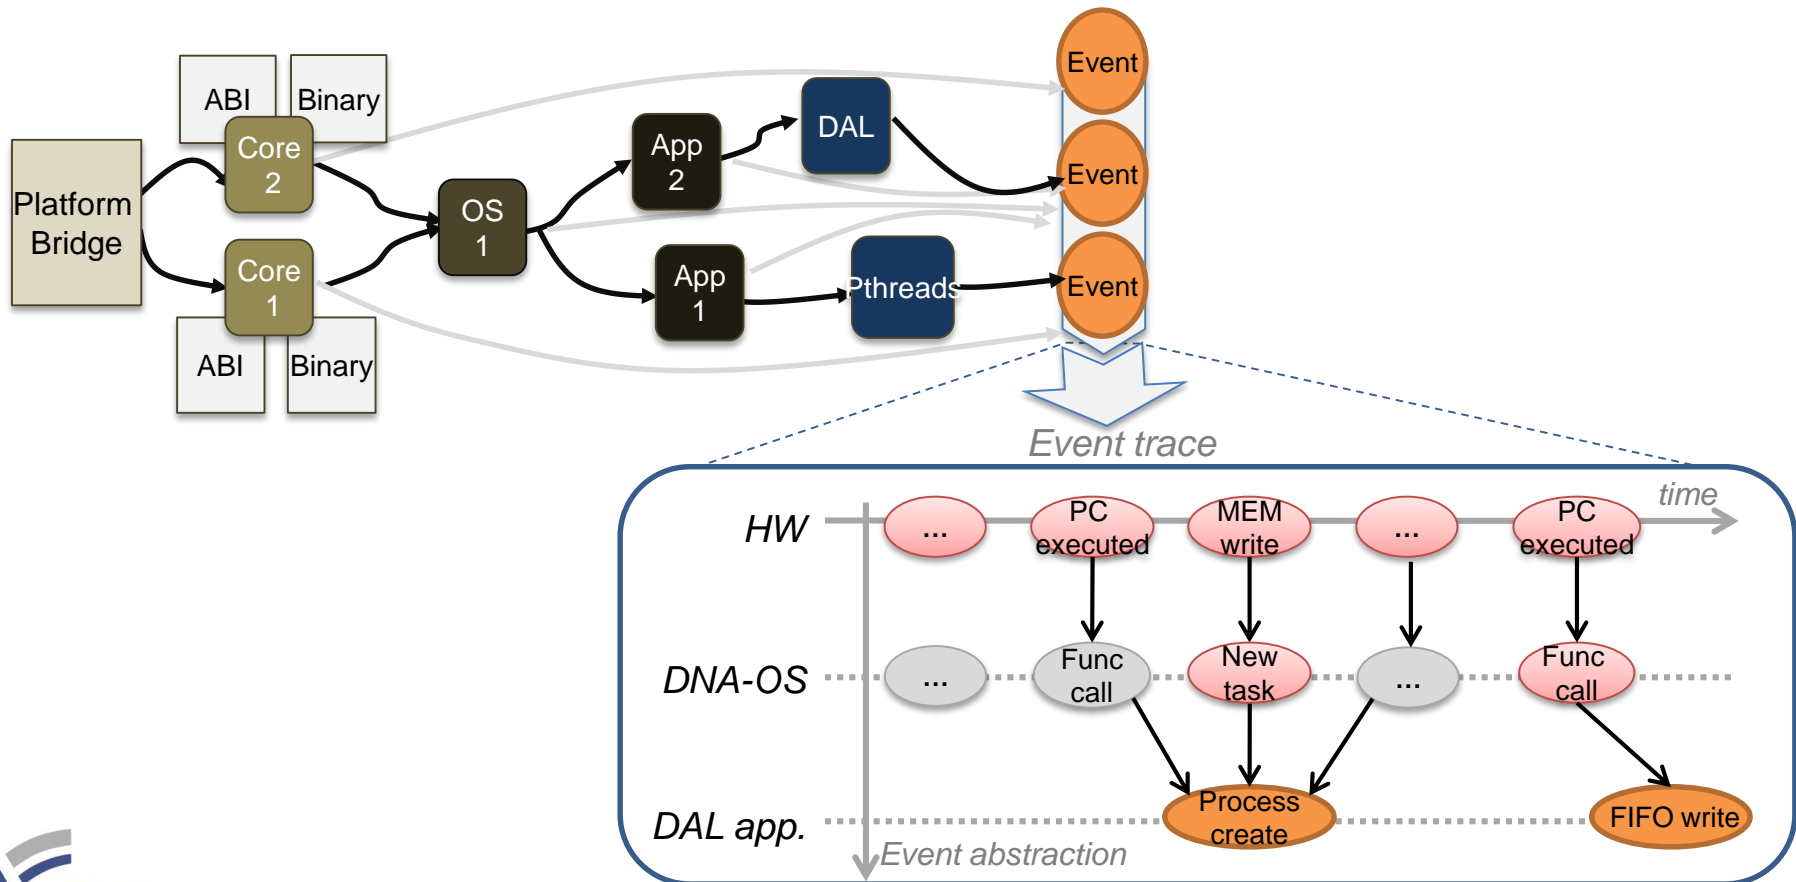 Event
ABI
Binary
Core
2
App
2
DAL
Event
Platform
Bridge
OS
1
Core
1
App
1
Pthreads
Event
ABI
Binary
Event trace
time
HW
...
PC
executed
MEM
write
...
PC
executed
DNA-OS
...
Func
call
New
task
...
Func
call
DAL app.
Process
create
FIFO write
Event abstraction